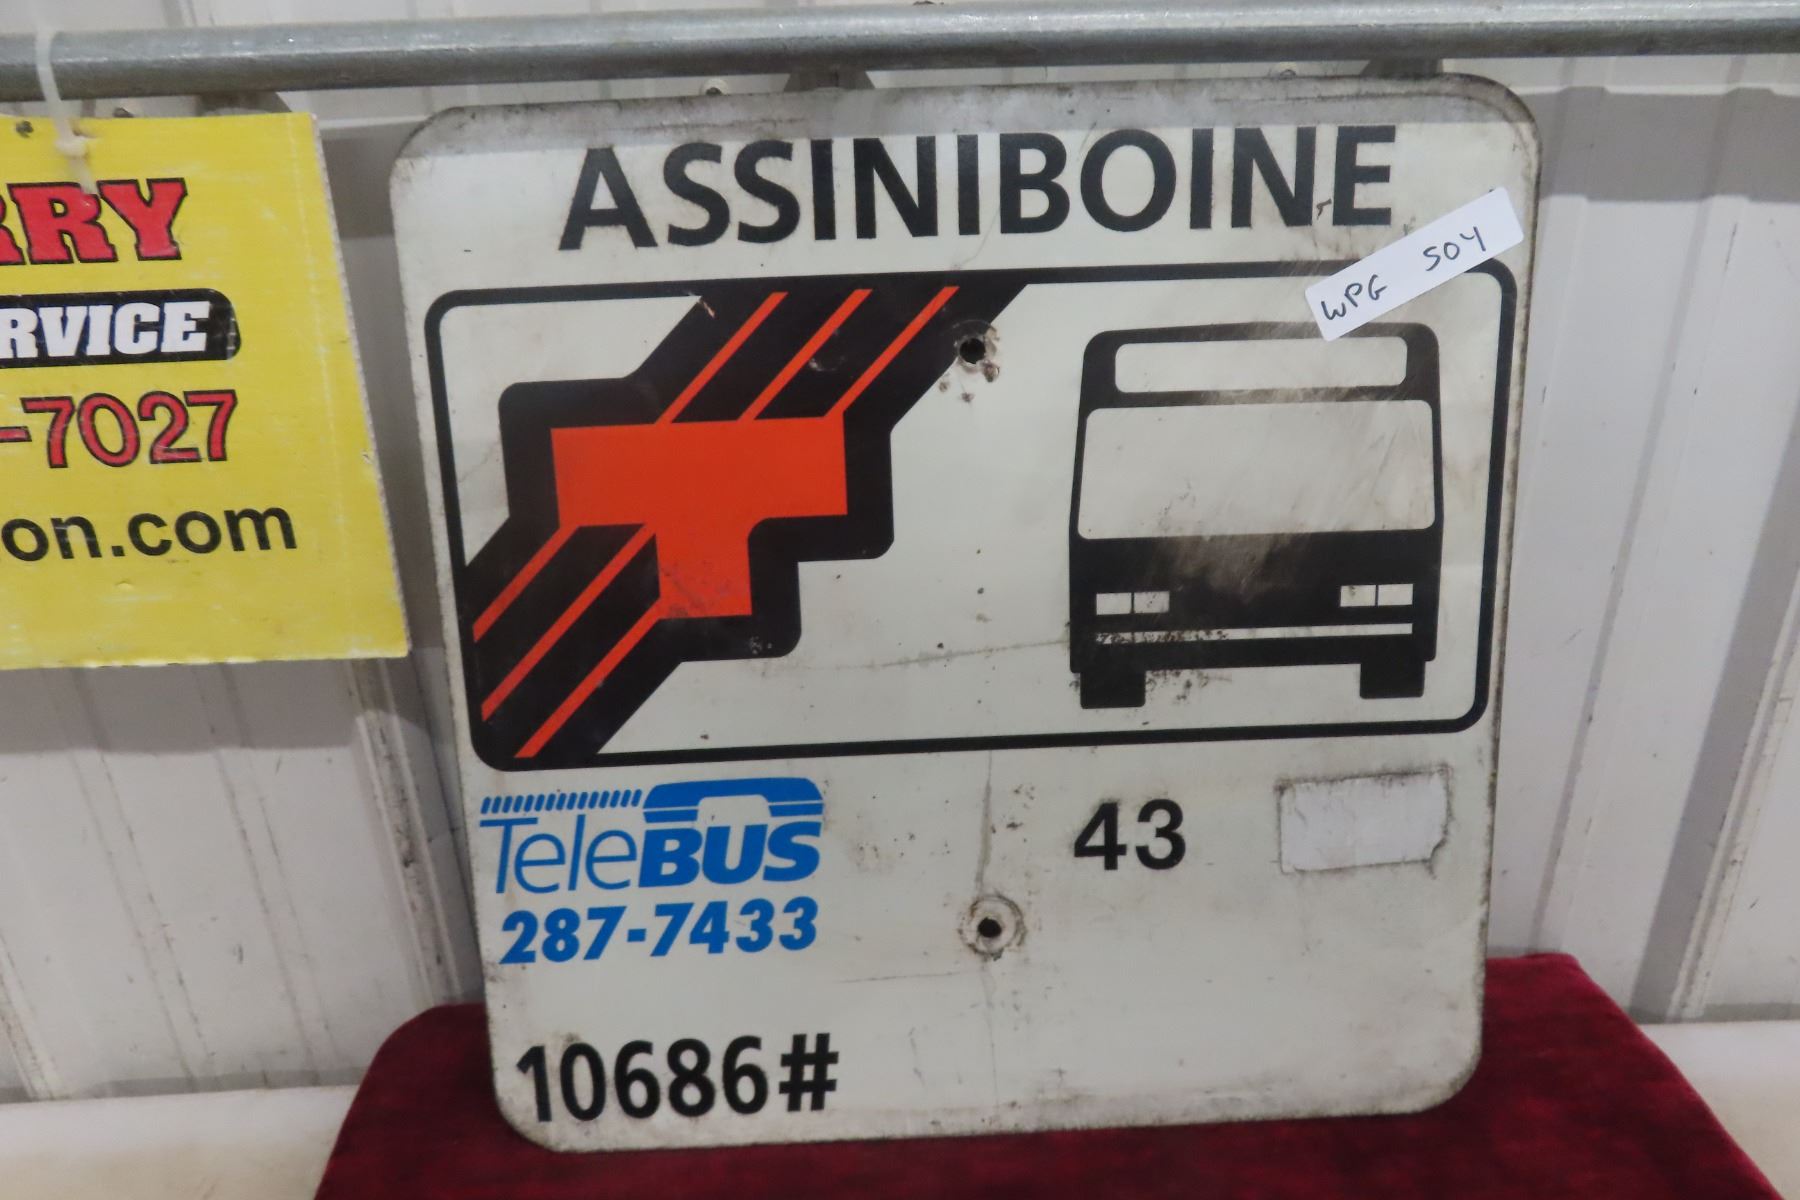 RRY
RVICE
-7027
on.com
ASSINIBOINE
WPG 504
TeleBUS
287-7433
43
10686#